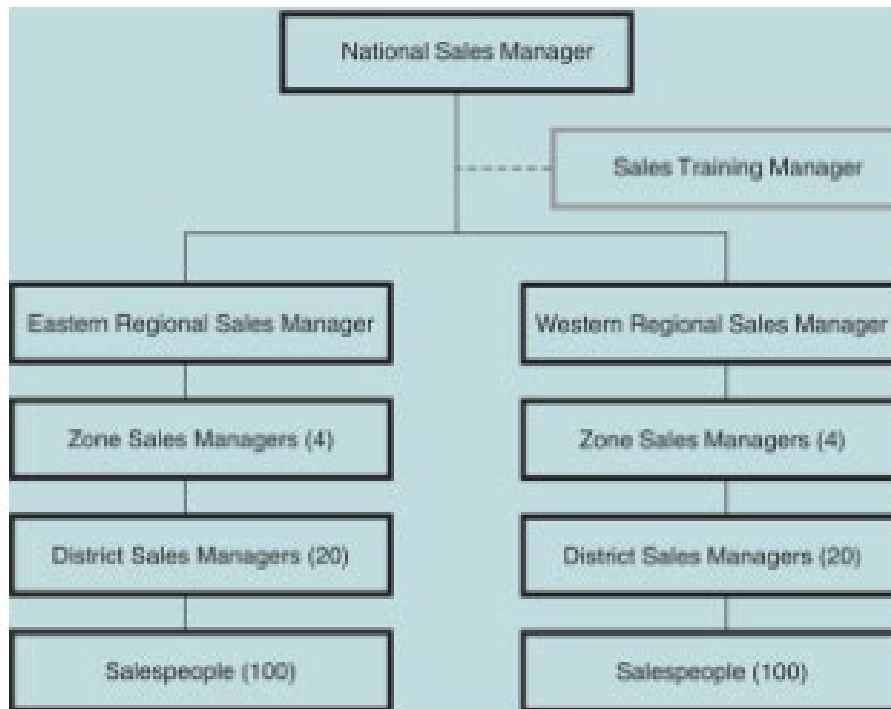 National Sales Manager
Sales Training Manager
Eastern Regional Sales Manager
Western Regional Sales Manager
Zone Sales Managers (4)
Zone Sales Managers (4)
District Sales Managers (20)
District Sales Managers (20)
Salespeople (100)
Salespeople (100)